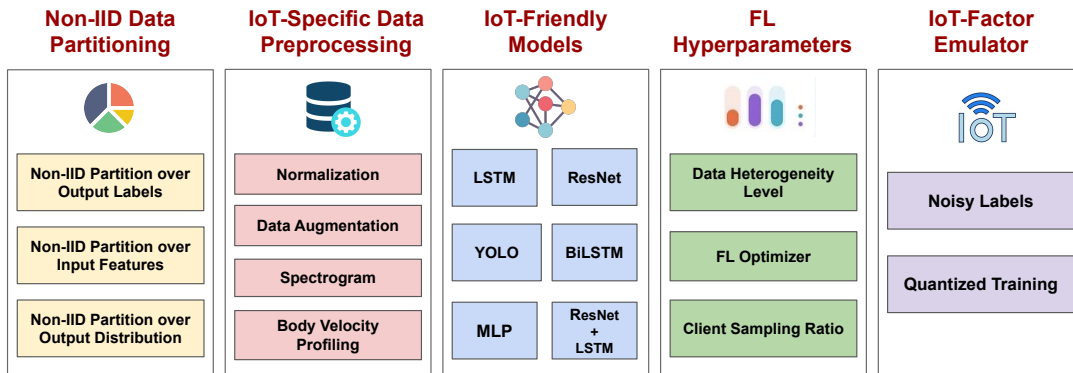 Non-IID Data
Partitioning
IoT-Specific Data
Preprocessing
IoT-Friendly
Models
FL
Hyperparameters
IoT-Factor
Emulator
Non-IID Partition over
Output Labels
Non-IID Partition over
Input Features
Non-IID Partition over
Output Distribution
Normalization
Data Augmentation
Spectrogram
Body Velocity
Profiling
LSTM
ResNet
YOLO
BiLSTM
MLP
ResNet
+
LSTM
Data Heterogeneity
Level
FL Optimizer
Client Sampling Ratio
IoT
Noisy Labels
Quantized Training